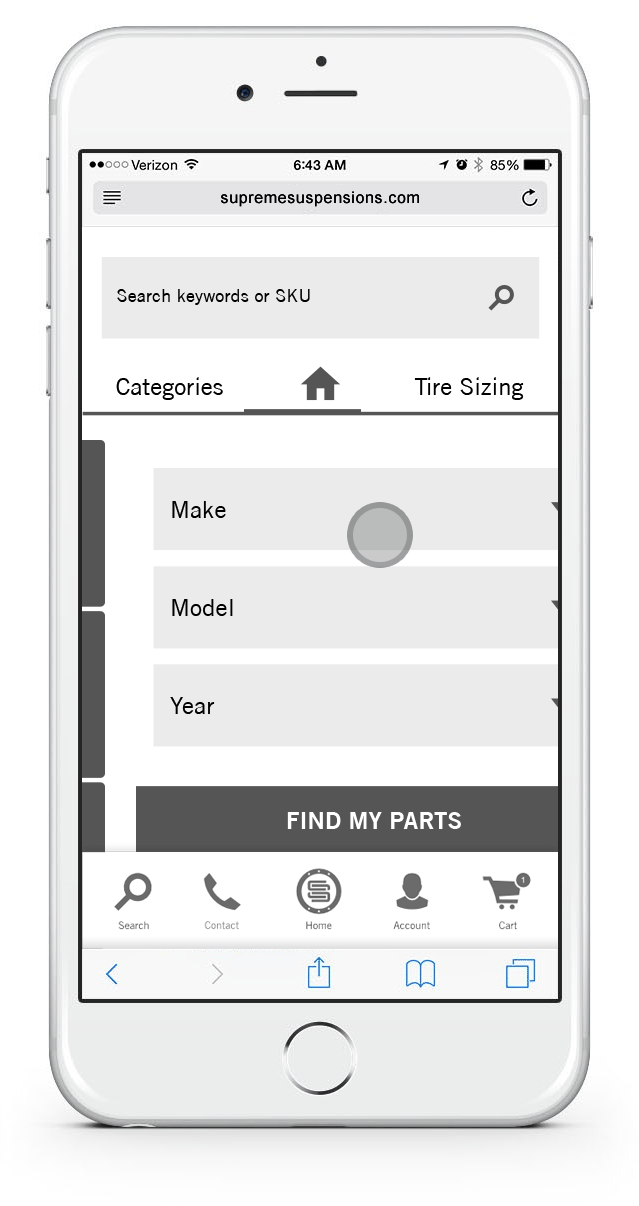 Verizon 6:43 AM 85%
supremesuspensions.com
Search keywords or SKU
Categories Tire Sizing
Make
Model
Year
FIND MY PARTS
1
Search Contact Home Account Cart